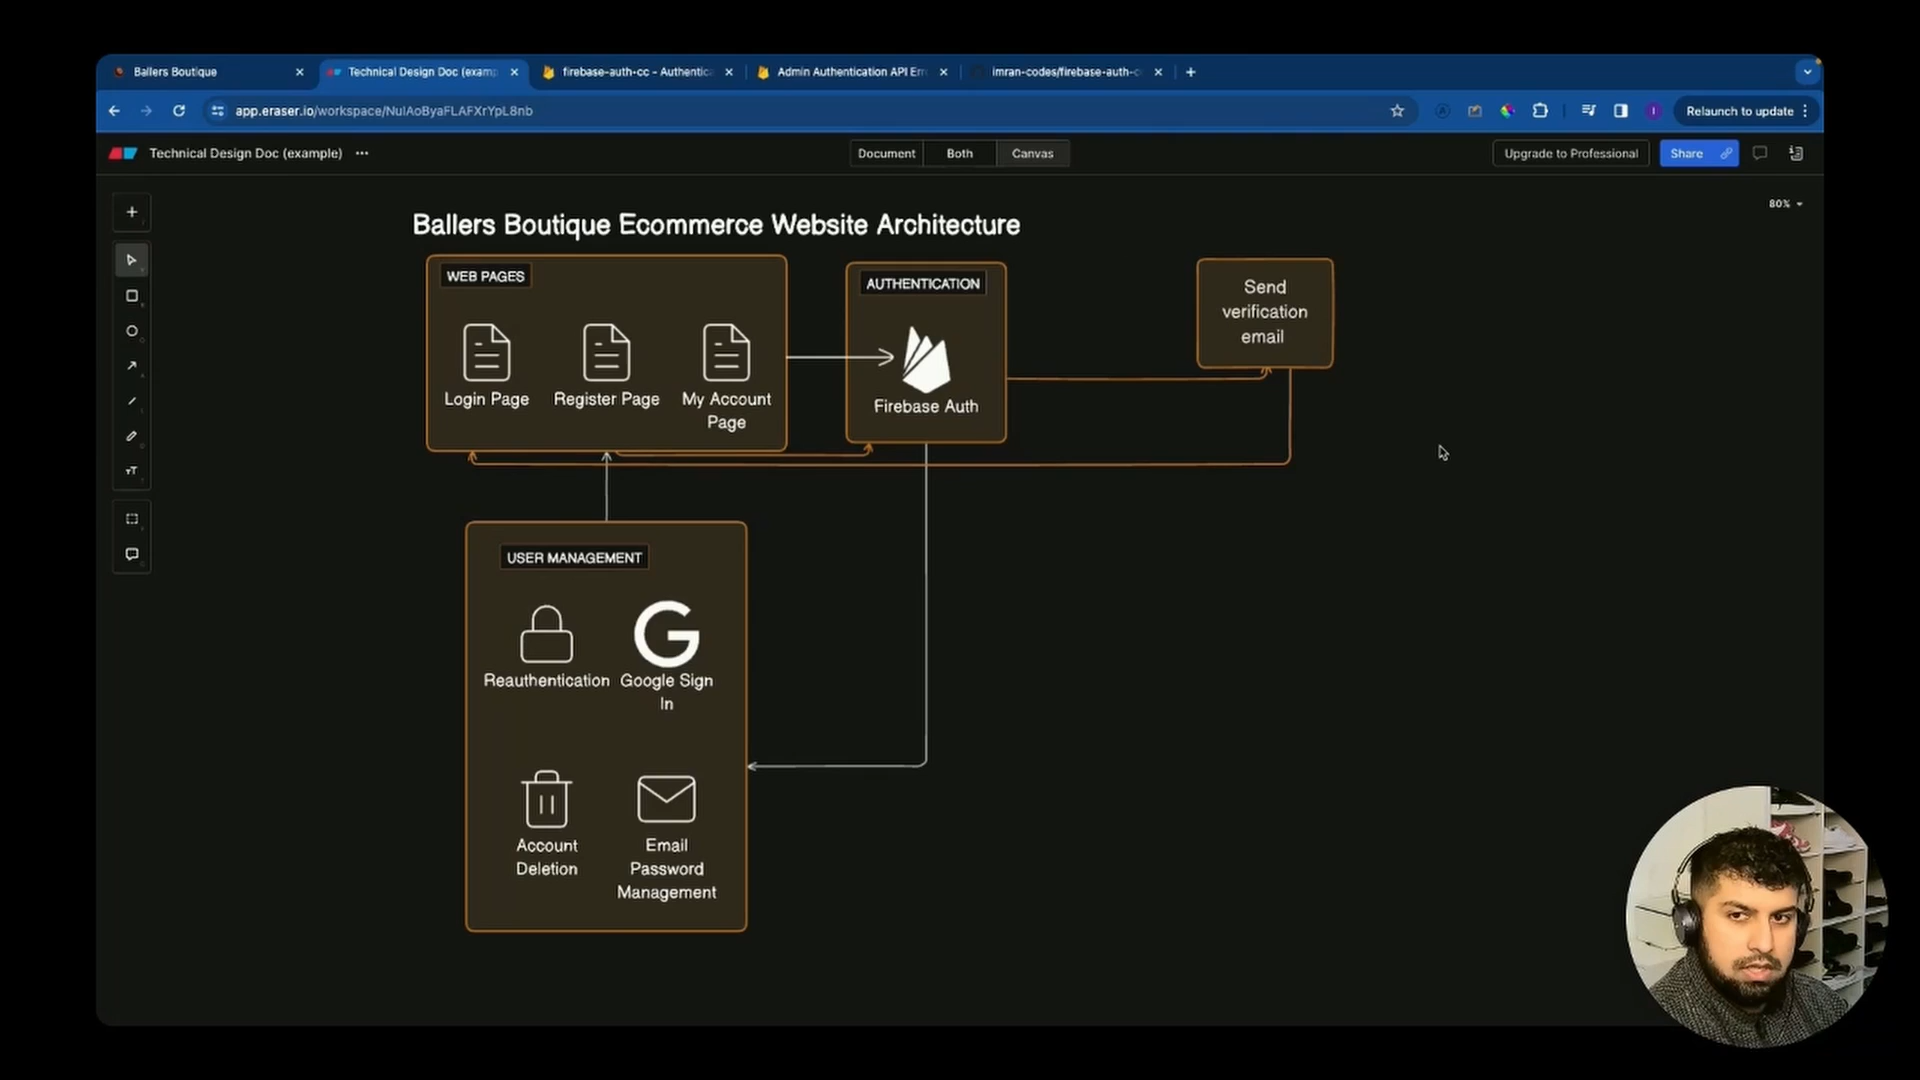 Ballers Boutique
Technical Design Doc (examp
firebase-auth-cc - Authentic
Admin Authentication API Err
imran-codes/firebase-auth-c
app.eraser.io/workspace/NuIAoByaFLAFXrYpL8nb
Relaunch to update
Technical Design Doc (example)
Document
Both
Canvas
Upgrade to Professional
Share
80%
Ballers Boutique Ecommerce Website Architecture
WEB PAGES
Login Page
Register Page
My Account
Page
AUTHENTICATION
Firebase Auth
Send
verification
email
USER MANAGEMENT
Reauthentication
Google Sign
In
Account
Deletion
Email
Password
Management